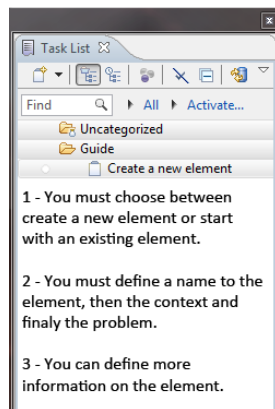 Task List
Find All Activate...
Uncategorized
Guide
Create a new element
1 - You must choose between
create a new element or start
with an existing element.
2 - You must define a name to the
element, then the context and
finaly the problem.
3 - You can define more
information on the element.